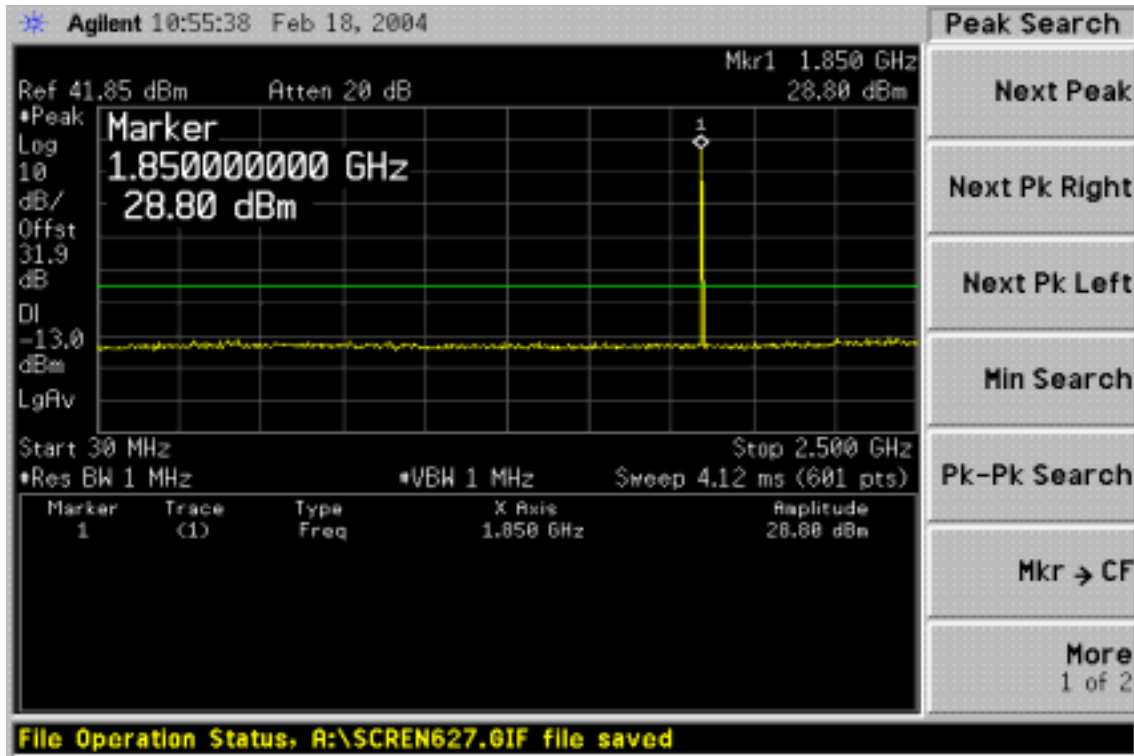 Agilent 10:55:38 Feb 18, 2004
Peak Search
Mkr1 1.850 GHz
Ref 41.85 dBm Atten 20 dB 28.80 dBm
#Peak
Log
10
dB/
Offst
31.9
dB
DI
-13.0
dBm
LgAv
Marker
1.850000000 GHz
28.80 dBm
1
Start 30 MHz Stop 2.500 GHz
#Res BW 1 MHz #VBW 1 MHz Sweep 4.12 ms (601 pts)
Marker Trace Type X Axis Amplitude
1 (1) Freq 1.850 GHz 28.80 dBm
Next Peak
Next Pk Right
Next Pk Left
Min Search
Pk-Pk Search
Mkr → CF
More
1 of 2
File Operation Status, A:\SCREN627.GIF file saved